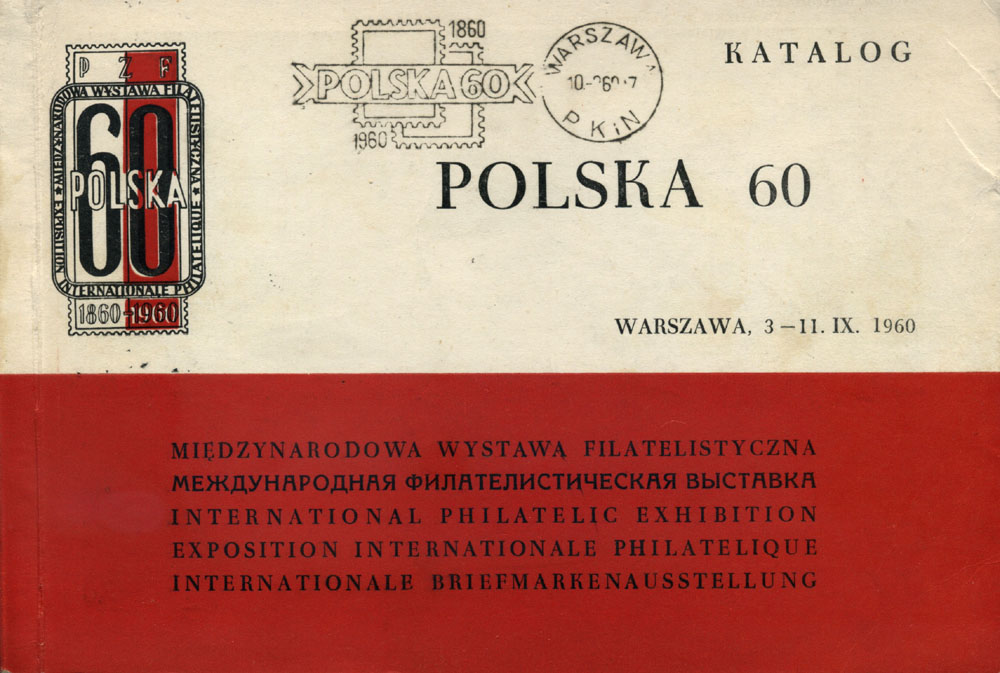 P Z F
MIĘDZYNARODOWA WYSTAWA FILATELISTYCZNA ★ EXPOSITION INTERNATIONALE PHILATELIQUE ★
60
POLSKA
1860-1960
1860
POLSKA 60
1960
WARSZAWA
PKiN
KATALOG
POLSKA 60
WARSZAWA, 3–11. IX. 1960
MIĘDZYNARODOWA WYSTAWA FILATELISTYCZNA
МЕЖДУНАРОДНАЯ ФИЛАТЕЛИСТИЧЕСКАЯ ВЫСТАВКА
INTERNATIONAL PHILATELIC EXHIBITION
EXPOSITION INTERNATIONALE PHILATELIQUE
INTERNATIONALE BRIEFMARKENAUSSTELLUNG